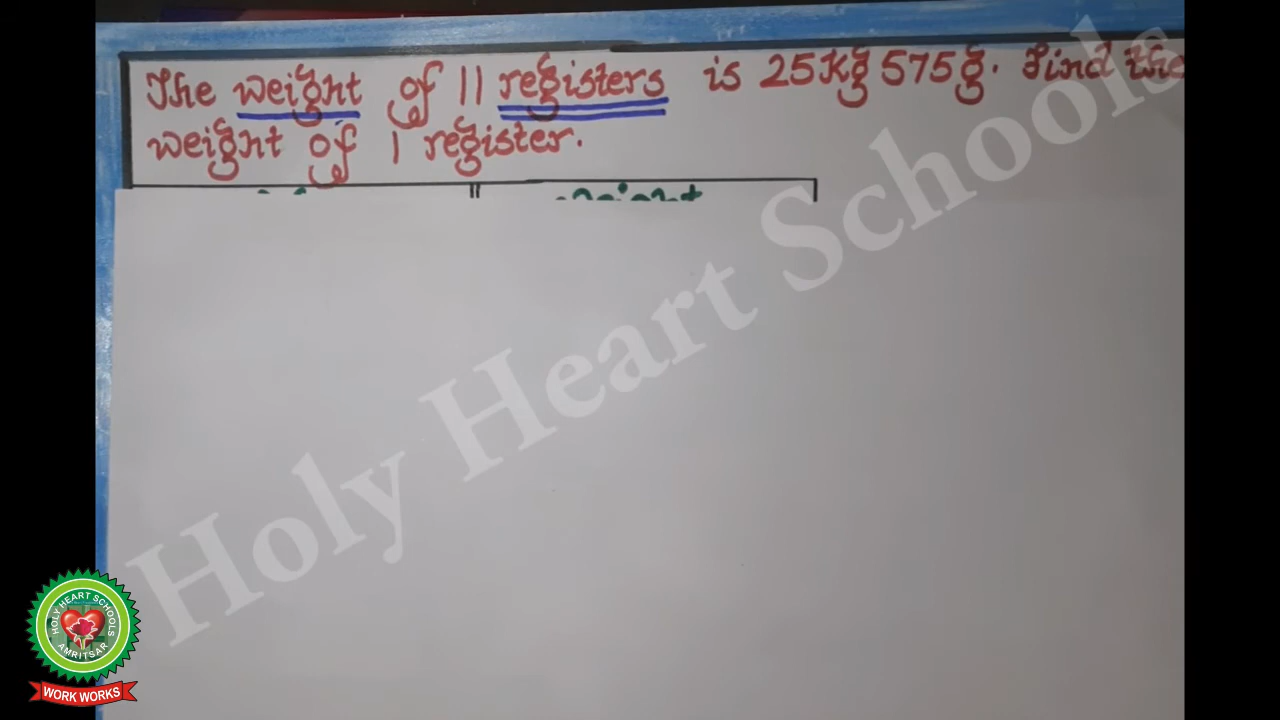 The weight of 11 registers is 25Kg 575g. Find the
weight of 1 register.
weight
Holy Heart Schools
HOLY HEART SCHOOLS
AMRITSAR
WORK WORKS